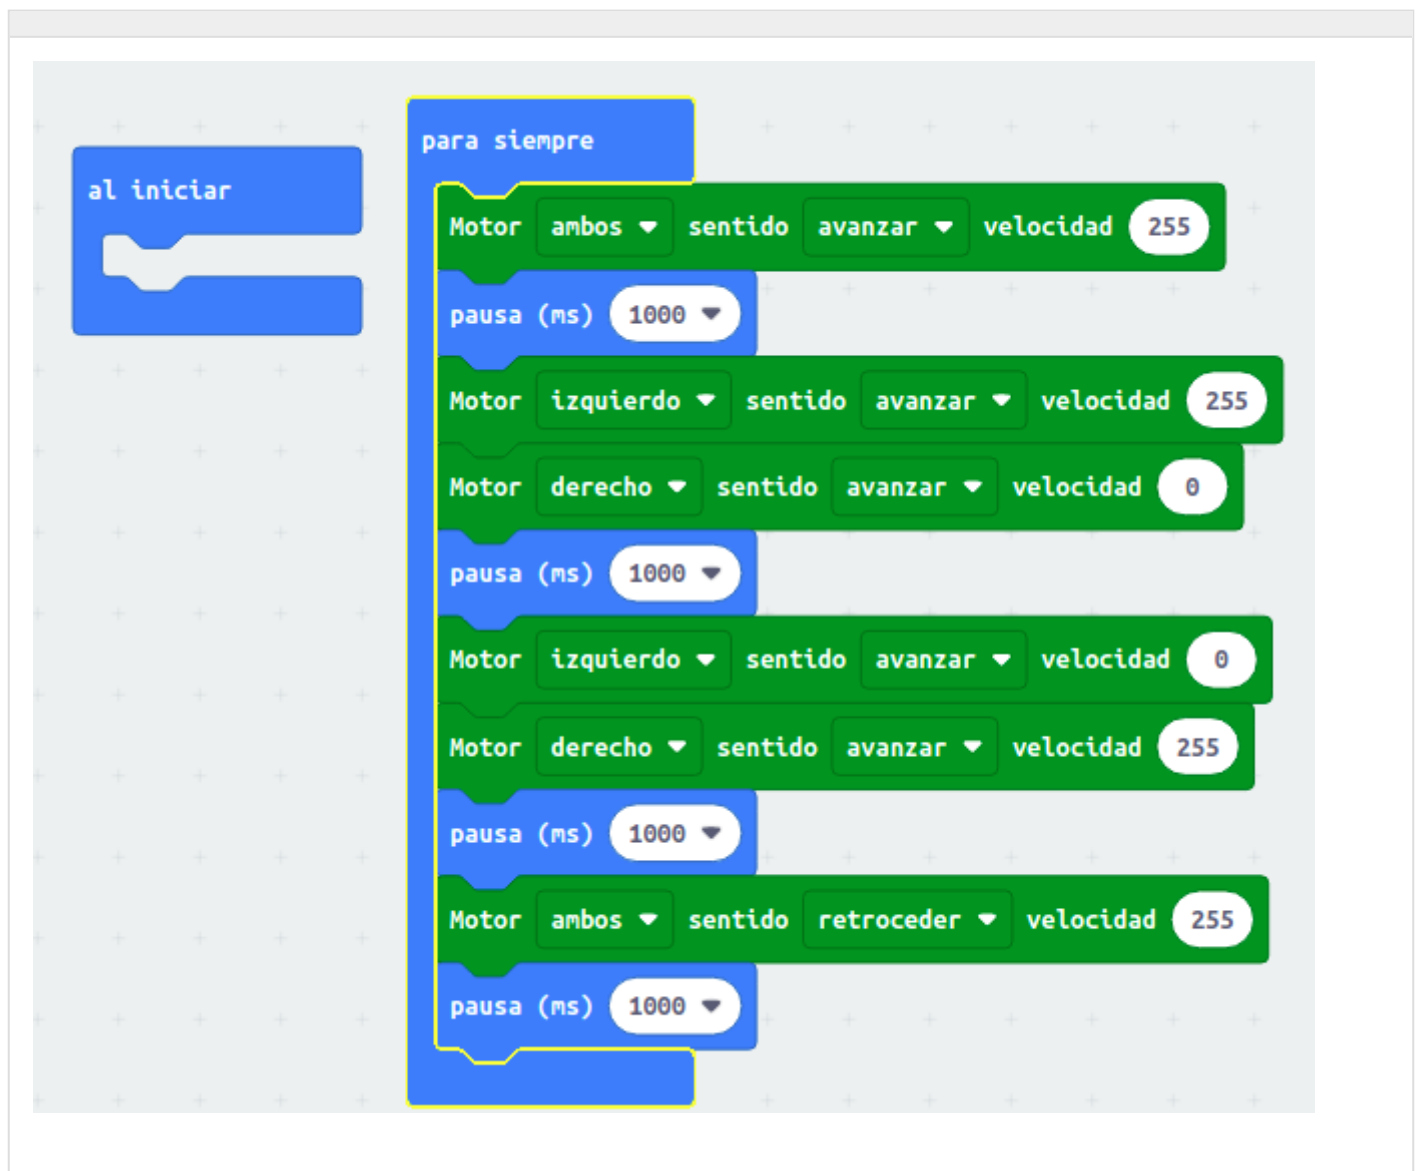 al iniciar
para siempre
Motor ambos sentido avanzar velocidad 255
pausa (ms) 1000
Motor izquierdo sentido avanzar velocidad 255
Motor derecho sentido avanzar velocidad 0
pausa (ms) 1000
Motor izquierdo sentido avanzar velocidad 0
Motor derecho sentido avanzar velocidad 255
pausa (ms) 1000
Motor ambos sentido retroceder velocidad 255
pausa (ms) 1000